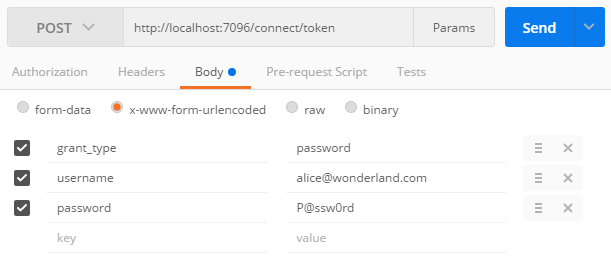 POST http://localhost:7096/connect/token Params Send
Authorization Headers Body Pre-request Script Tests
form-data x-www-form-urlencoded raw binary
grant_type password
username alice@wonderland.com
password P@ssw0rd
key value